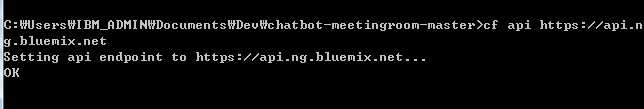 C:₩Users₩IBM_ADMIN₩Documents₩Dev₩chatbot-meetingroom-master>cf api https://api.n
g.bluemix.net
Setting api endpoint to https://api.ng.bluemix.net...
OK